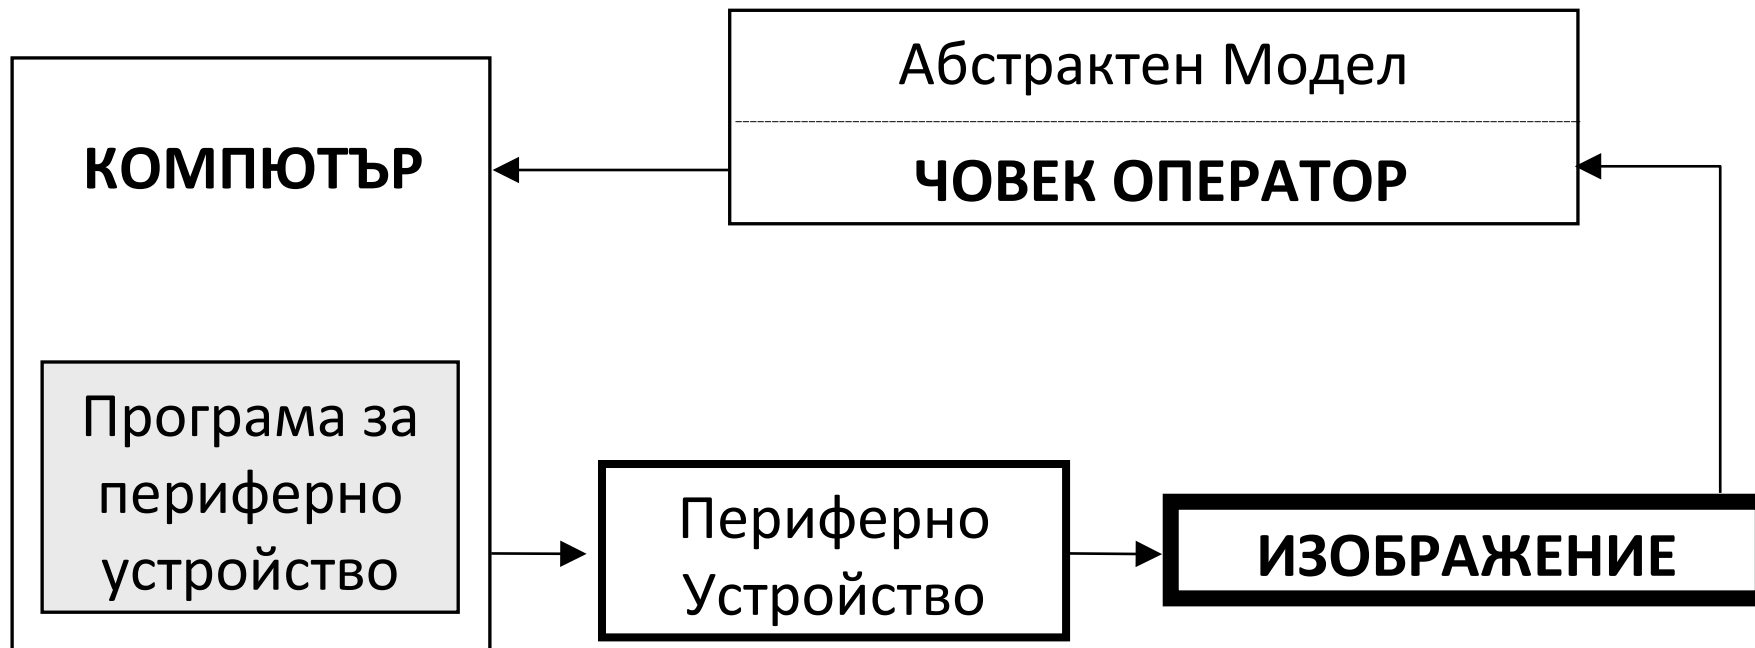 Абстрактен Модел
КОМПЮТЪР
ЧОВЕК ОПЕРАТОР
Програма за
периферно
устройство
Периферно
Устройство
ИЗОБРАЖЕНИЕ